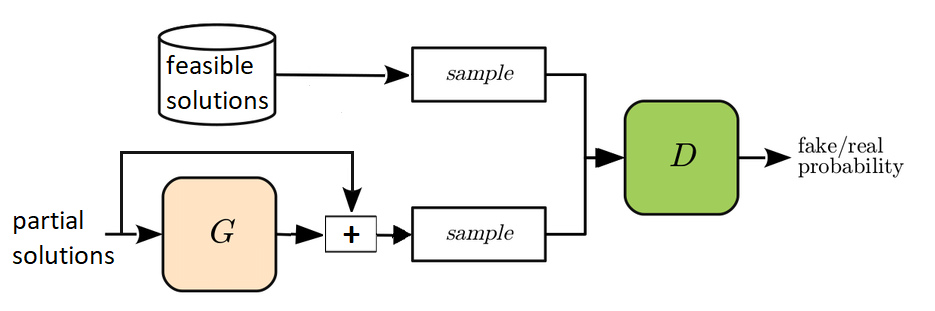 feasible
solutions
sample
D
fake/real
probability
partial
solutions
G
+
sample